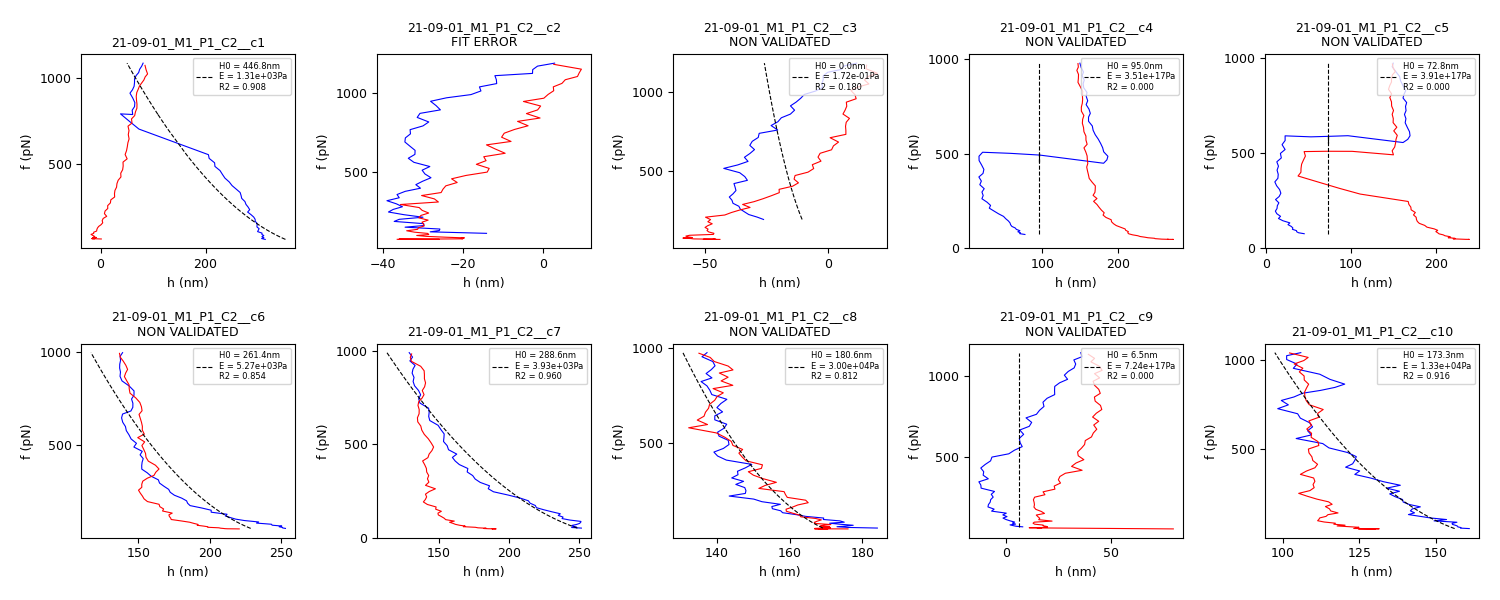 21-09-01_M1_P1_C2__c1
H0 = 446.8nm
E = 1.31e+03Pa
R2 = 0.908
1000
500
f (pN)
0
200
h (nm)
21-09-01_M1_P1_C2__c2
FIT ERROR
1000
500
f (pN)
−40
−20
0
h (nm)
21-09-01_M1_P1_C2__c3
NON VALIDATED
H0 = 0.0nm
E = 1.72e-01Pa
R2 = 0.180
1000
500
f (pN)
−50
0
h (nm)
21-09-01_M1_P1_C2__c4
NON VALIDATED
H0 = 95.0nm
E = 3.51e+17Pa
R2 = 0.000
1000
500
0
f (pN)
100
200
h (nm)
21-09-01_M1_P1_C2__c5
NON VALIDATED
H0 = 72.8nm
E = 3.91e+17Pa
R2 = 0.000
1000
500
0
f (pN)
0
100
200
h (nm)
21-09-01_M1_P1_C2__c6
NON VALIDATED
H0 = 261.4nm
E = 5.27e+03Pa
R2 = 0.854
1000
500
f (pN)
150
200
250
h (nm)
21-09-01_M1_P1_C2__c7
H0 = 288.6nm
E = 3.93e+03Pa
R2 = 0.960
1000
500
0
f (pN)
150
200
250
h (nm)
21-09-01_M1_P1_C2__c8
NON VALIDATED
H0 = 180.6nm
E = 3.00e+04Pa
R2 = 0.812
1000
500
f (pN)
140
160
180
h (nm)
21-09-01_M1_P1_C2__c9
NON VALIDATED
H0 = 6.5nm
E = 7.24e+17Pa
R2 = 0.000
1000
500
f (pN)
0
50
h (nm)
21-09-01_M1_P1_C2__c10
H0 = 173.3nm
E = 1.33e+04Pa
R2 = 0.916
1000
500
f (pN)
100
125
150
h (nm)